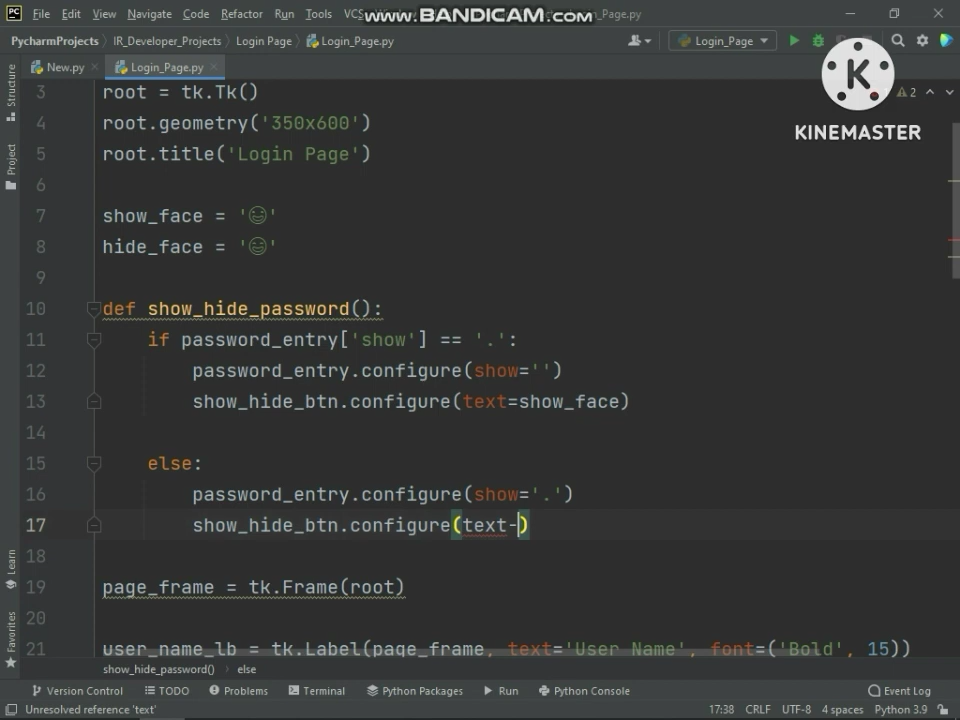 PC File Edit View Navigate Code Refactor Run Tools VCS Login_Page.py
www.BANDICAM.com
PycharmProjects IR_Developer_Projects Login Page Login_Page.py Login_Page
New.py Login_Page.py 2
K
KINEMASTER
Structure
Project
Learn
Favorites
3 root = tk.Tk()
4 root.geometry('350x600')
5 root.title('Login Page')
6
7 show_face = '😆'
8 hide_face = '😄'
9
10 def show_hide_password():
11 if password_entry['show'] == '.':
12 password_entry.configure(show='')
13 show_hide_btn.configure(text=show_face)
14
15 else:
16 password_entry.configure(show='.')
17 show_hide_btn.configure(text-)
18
19 page_frame = tk.Frame(root)
20
21 user_name_lb = tk.Label(page_frame, text='User Name', font=('Bold', 15))
show_hide_password() else
Version Control TODO Problems Terminal Python Packages Run Python Console Event Log
Unresolved reference 'text' 17:38 CRLF UTF-8 4 spaces Python 3.9